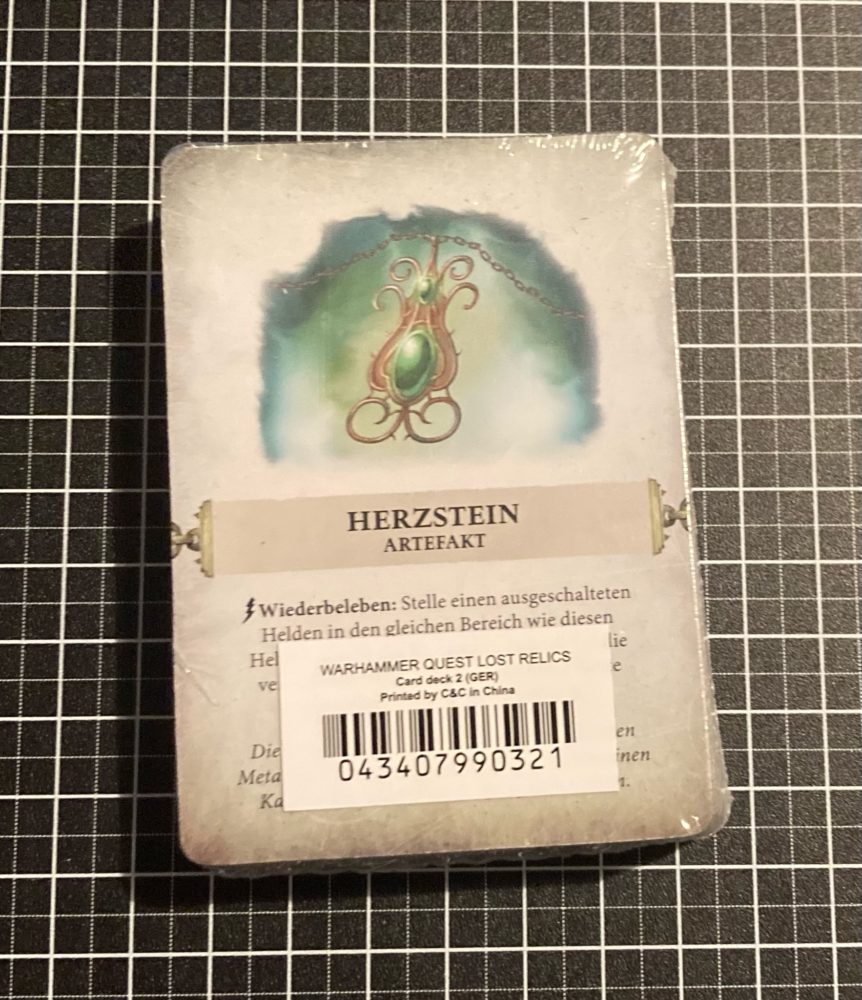 HERZSTEIN
ARTEFAKT
Wiederbeleben: Stelle einen ausgeschalteten
Helden in den gleichen Bereich wie diesen
WARHAMMER QUEST LOST RELICS
Card deck 2 (GER)
Printed by C&C in China
Die
043407990321